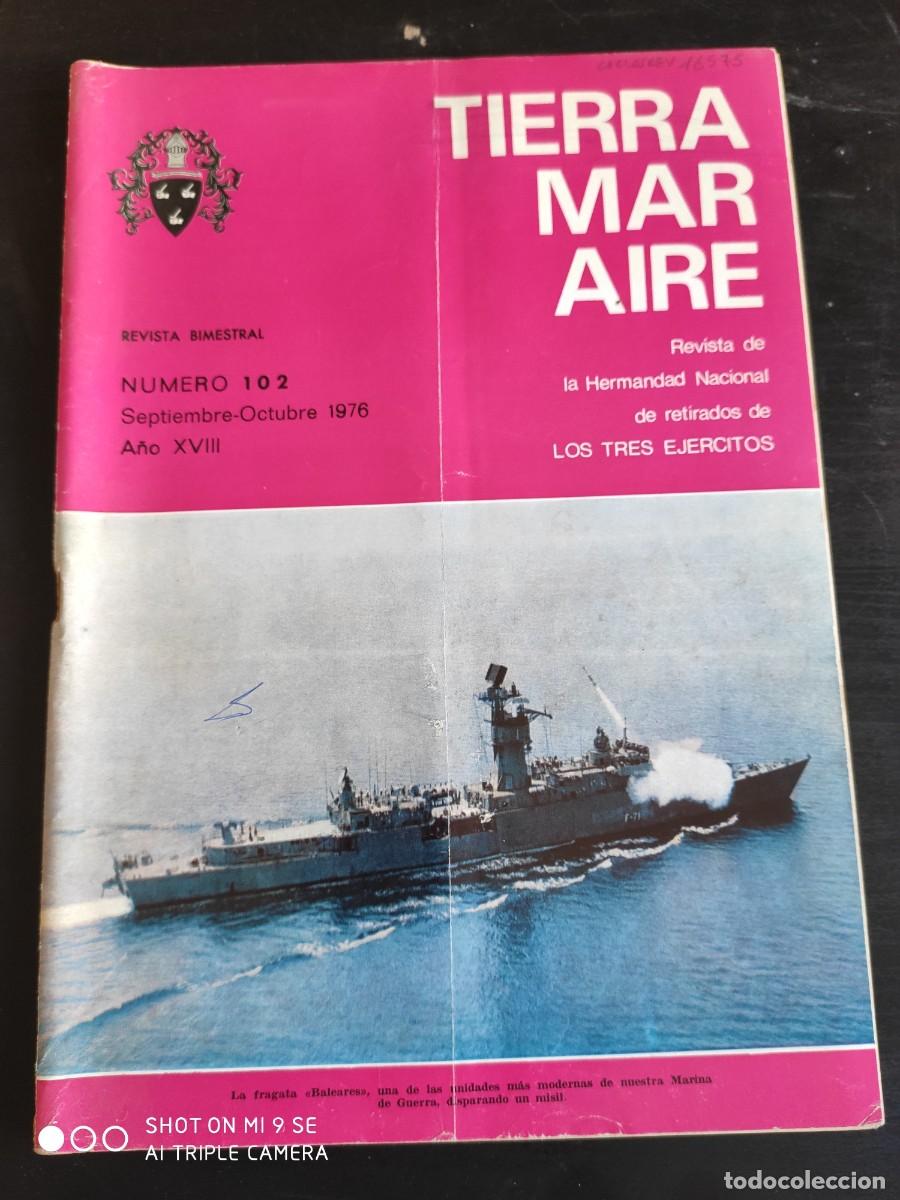 16575
TIERRA
MAR
AIRE
REVISTA BIMESTRAL
NUMERO 102
Septiembre-Octubre 1976
Año XVIII
Revista de
la Hermandad Nacional
de retirados de
LOS TRES EJERCITOS
F-71
La fragata «Baleares», una de las unidades más modernas de nuestra Marina
de Guerra, disparando un misil.
SHOT ON MI 9 SE
AI TRIPLE CAMERA
todocoleccion